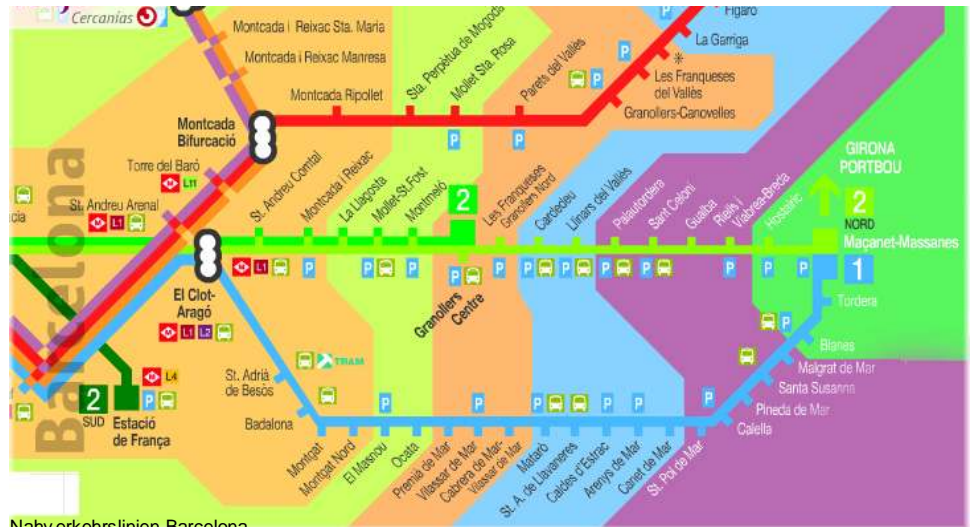 Cercanías
Montcada i Reixac Sta. Maria
Montcada i Reixac Manresa
Montcada Ripollet
Sta. Perpètua de Mogoda
Mollet Sta. Rosa
Parets del Vallès
P
P
P
P
Figaró
La Garriga
Les Franqueses
del Vallès
Granollers-Canovelles
Montcada
Bifurcació
Torre del Baró
M L11
St. Andreu Arenal
M L1
Barcelona
St. Andreu Comtal
Montcada i Reixac
La Llagosta
Mollet-St.Fost
Montmeló
2
Les Franqueses
Granollers Nord
Cardedeu
Llinars del Vallès
Palautordera
Sant Celoni
Gualba
Riells i
Viabrea-Breda
Hostalric
GIRONA
PORTBOU
2
NORD
Maçanet-Massanes
1
M L1
P
P
P
P
P
P
P
P
P
P
P
Granollers
Centre
El Clot-
Aragó
M L1 L2
TRAM
M L4
P
2
SUD
Estació
de França
St. Adrià
de Besòs
Badalona
Montgat
Montgat Nord
El Masnou
Ocata
Premià de Mar
Vilassar de Mar
Cabrera de Mar-
Vilassar de Mar
Mataró
St. A. de Llavaneres
Caldes d'Estrac
Arenys de Mar
Canet de Mar
St. Pol de Mar
P
P
P
P
P
P
P
Calella
Pineda de Mar
Santa Susanna
Malgrat de Mar
Blanes
Tordera